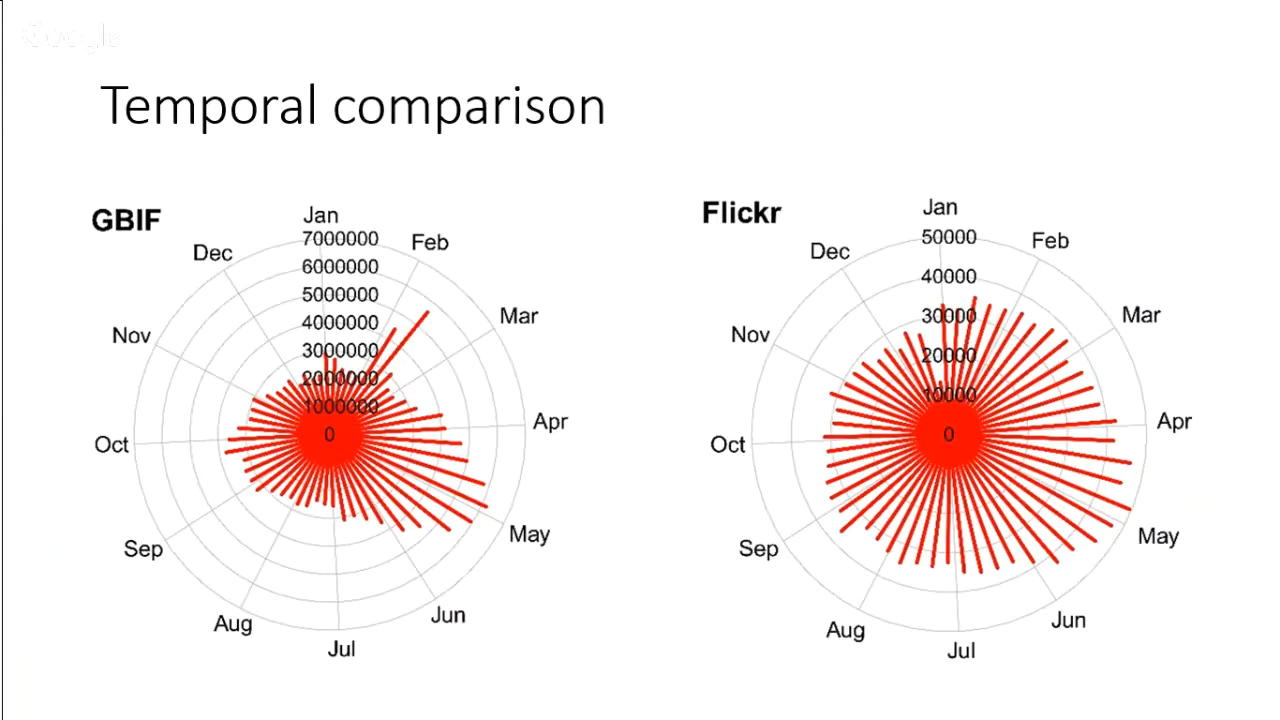 Google
Temporal comparison
GBIF
Jan
7000000
6000000
5000000
4000000
3000000
2000000
1000000
0
Feb
Mar
Apr
May
Jun
Jul
Aug
Sep
Oct
Nov
Dec
Flickr
Jan
50000
40000
30000
20000
10000
0
Feb
Mar
Apr
May
Jun
Jul
Aug
Sep
Oct
Nov
Dec